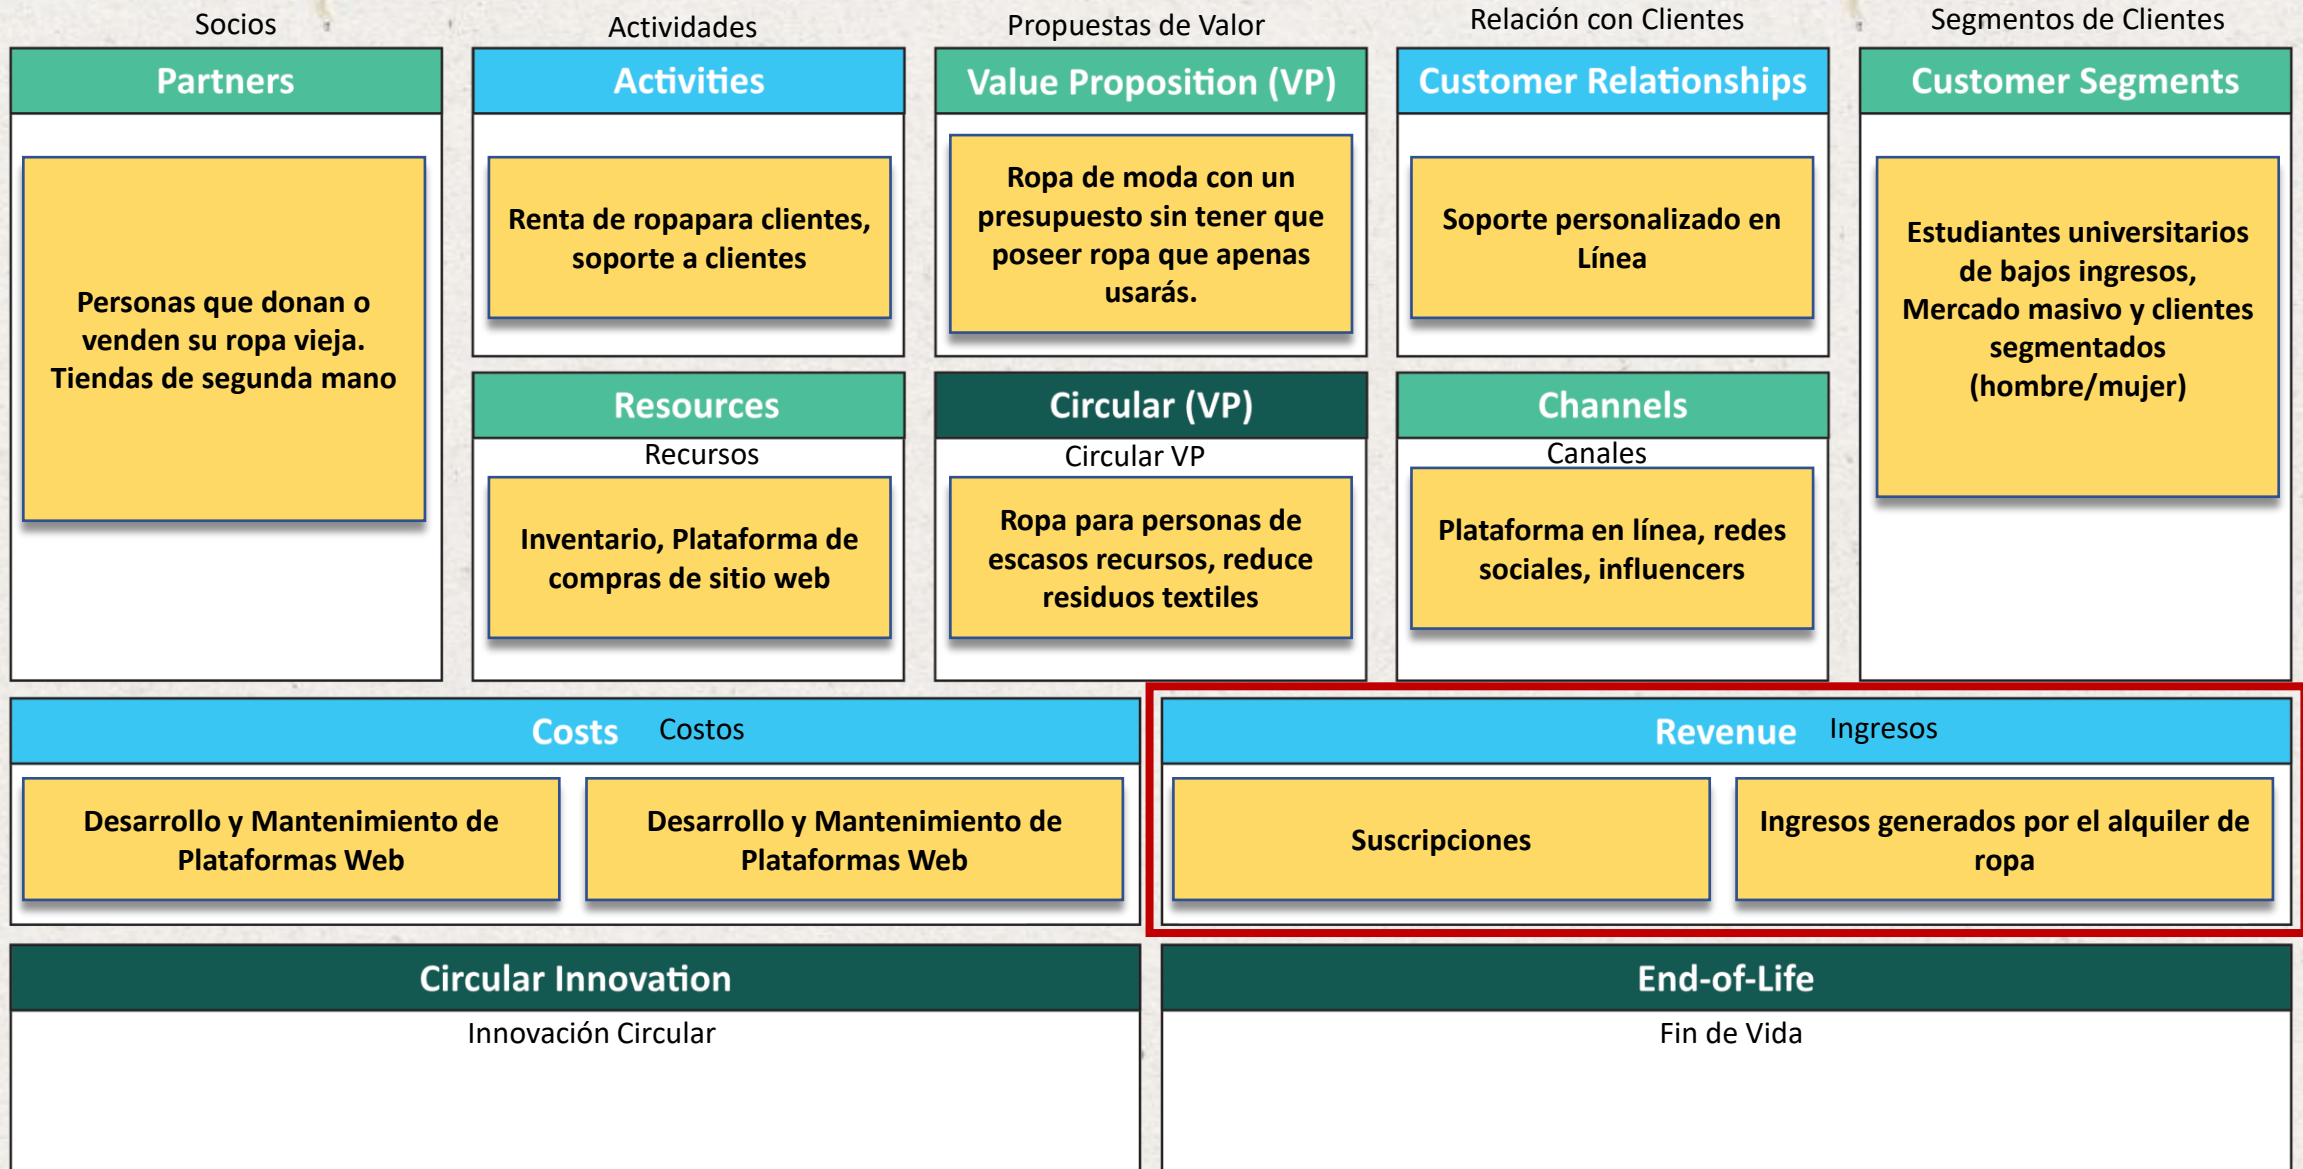 Socios
Actividades
Propuestas de Valor
Relación con Clientes
Segmentos de Clientes
Partners
Activities
Value Proposition (VP)
Customer Relationships
Customer Segments
Personas que donan o
venden su ropa vieja.
Tiendas de segunda mano
Renta de ropapara clientes,
soporte a clientes
Ropa de moda con un
presupuesto sin tener que
poseer ropa que apenas
usarás.
Soporte personalizado en
Línea
Estudiantes universitarios
de bajos ingresos,
Mercado masivo y clientes
segmentados
(hombre/mujer)
Resources
Recursos
Inventario, Plataforma de
compras de sitio web
Circular (VP)
Circular VP
Ropa para personas de
escasos recursos, reduce
residuos textiles
Channels
Canales
Plataforma en línea, redes
sociales, influencers
Costs Costos
Desarrollo y Mantenimiento de
Plataformas Web
Desarrollo y Mantenimiento de
Plataformas Web
Revenue Ingresos
Suscripciones
Ingresos generados por el alquiler de
ropa
Circular Innovation
Innovación Circular
End-of-Life
Fin de Vida